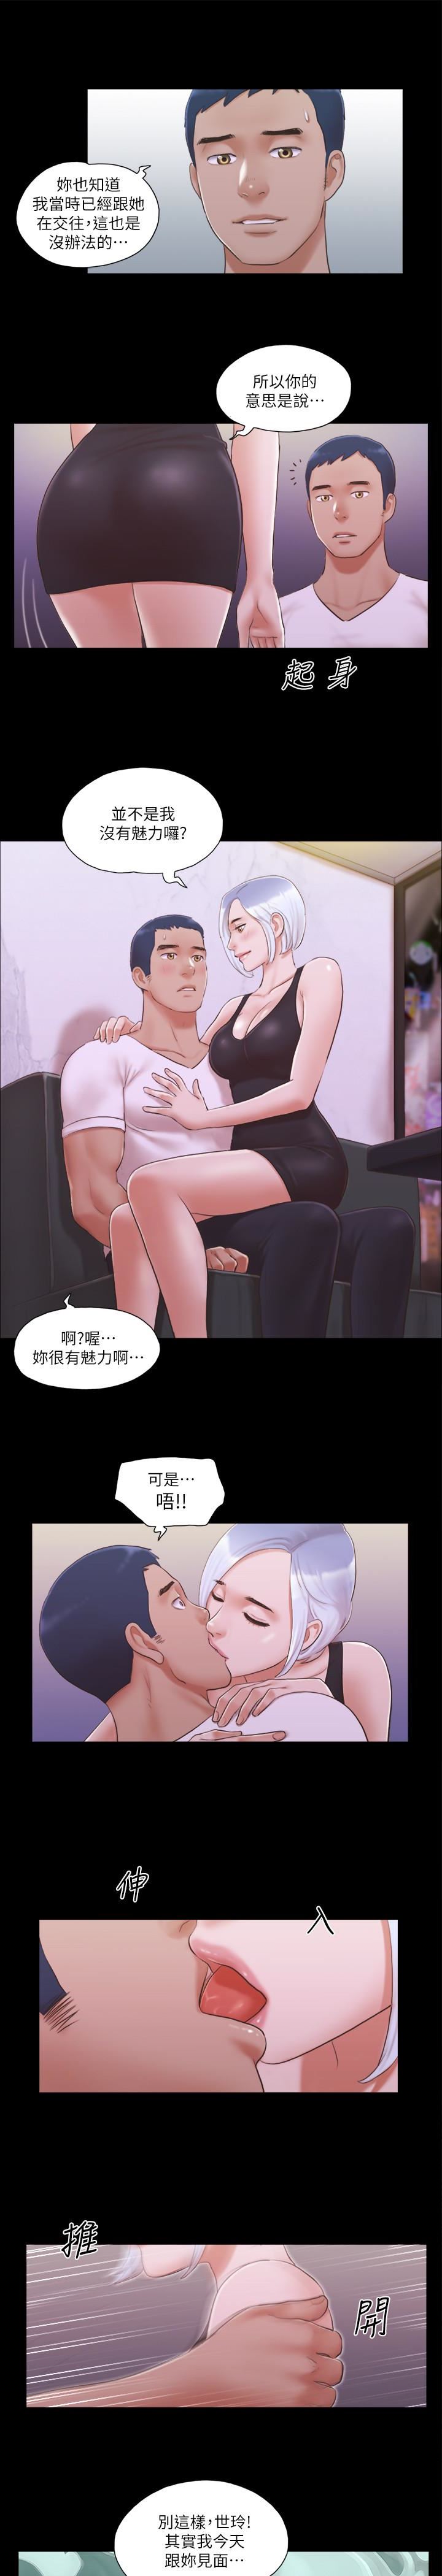 妳也知道
我當時已經跟她
在交往，這也是
沒辦法的…
所以你的
意思是說…
起身
並不是我
沒有魅力囉?
啊?喔…
妳很有魅力啊…
可是…
唔!!
伸
入
推
開
別這樣，世玲!
其實我今天
跟妳見面…